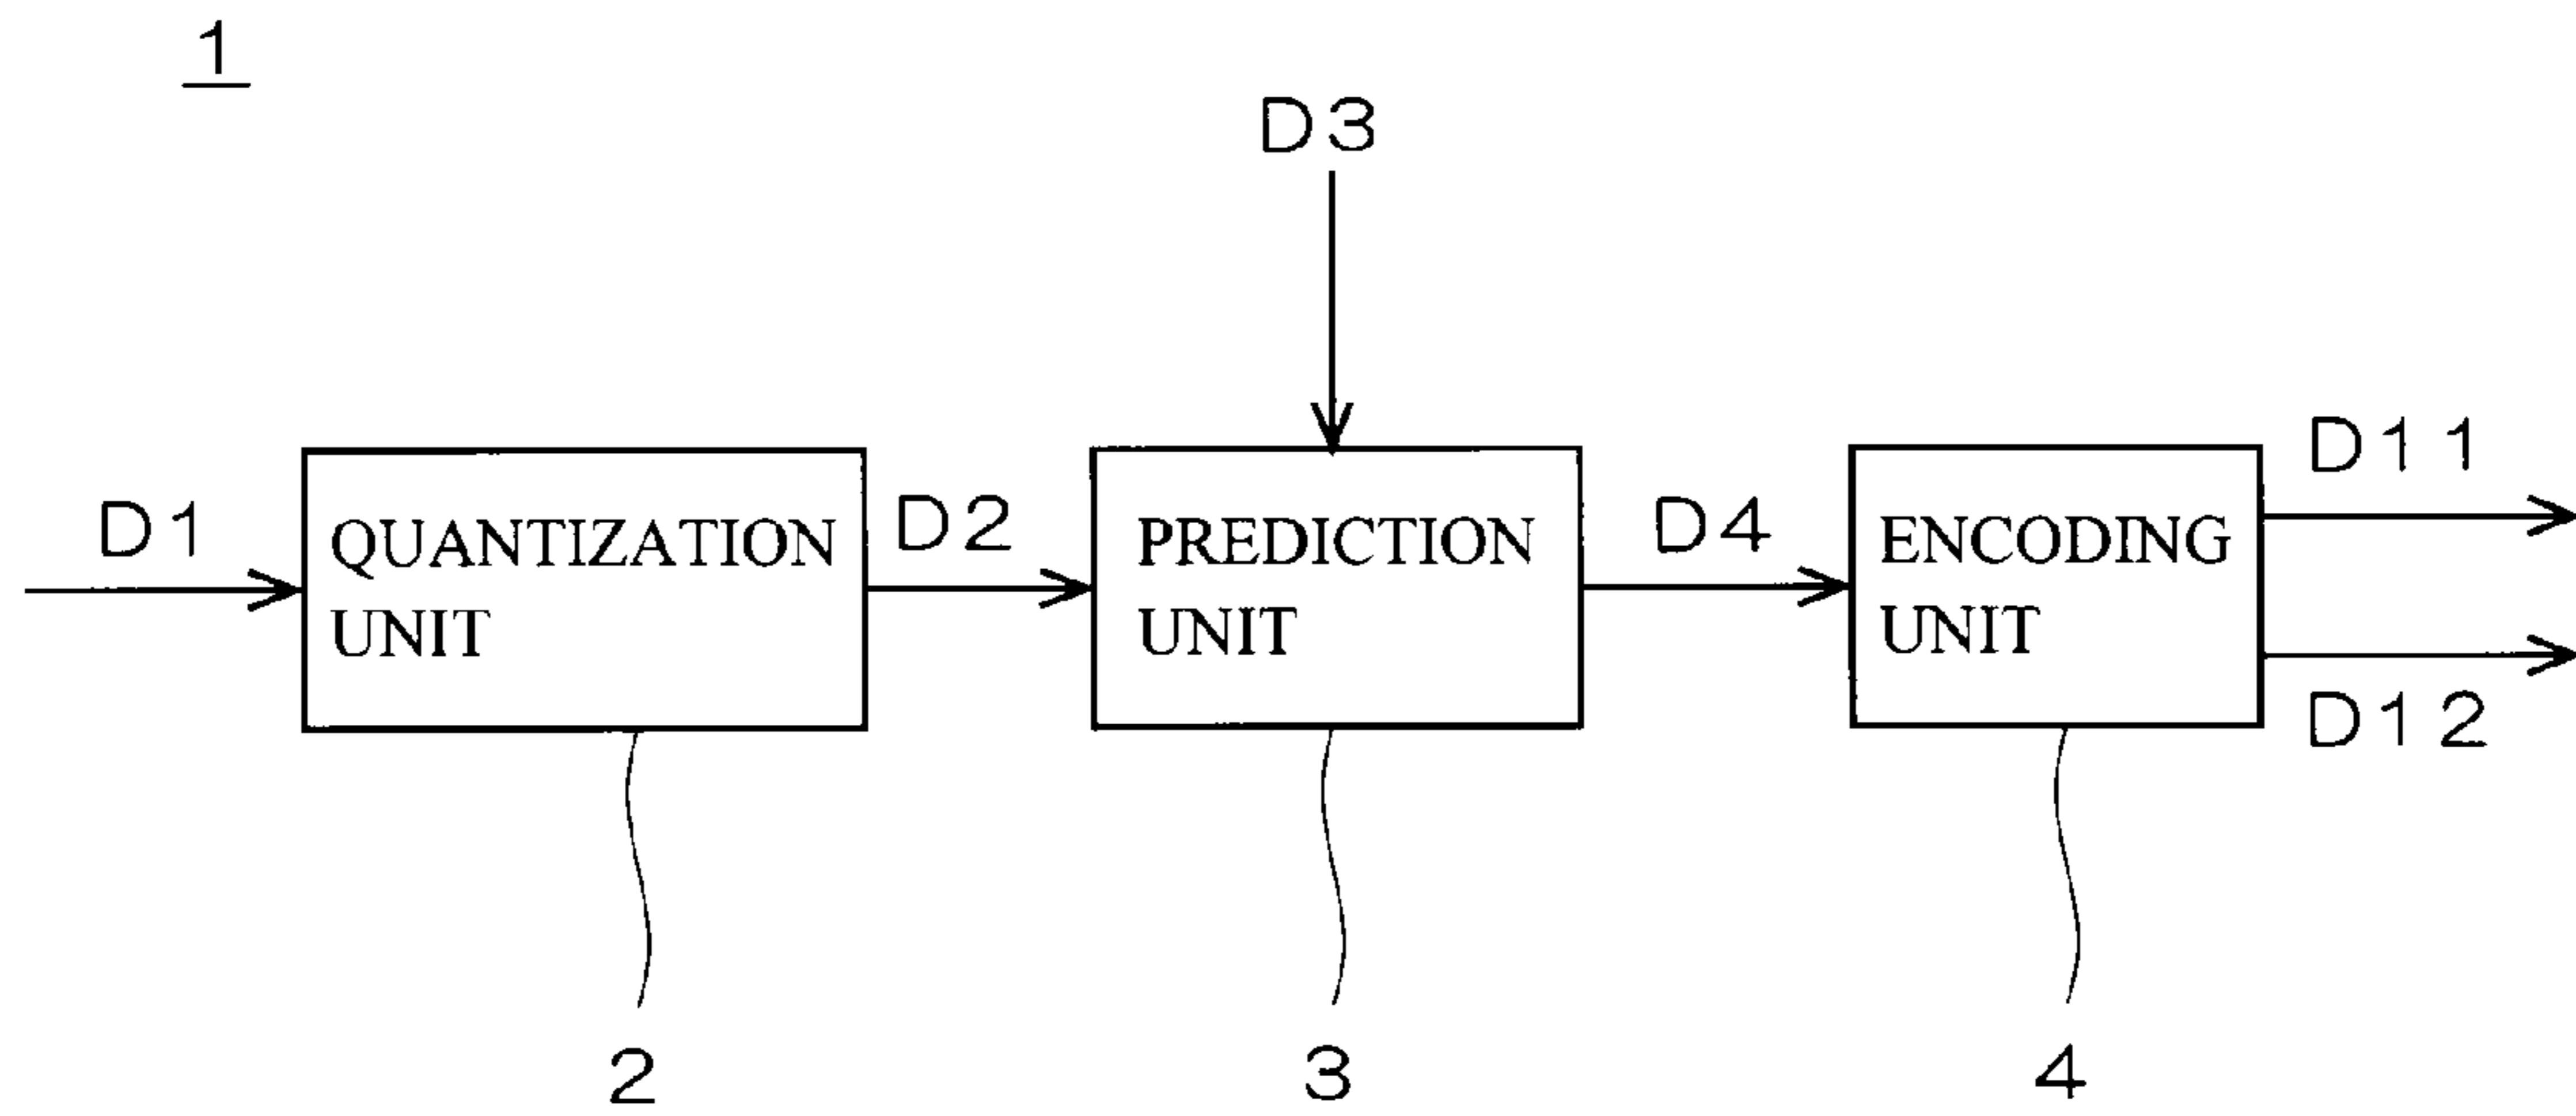 1
D3
D1
QUANTIZATION
UNIT
D2
PREDICTION
UNIT
D4
ENCODING
UNIT
D11
D12
2
3
4